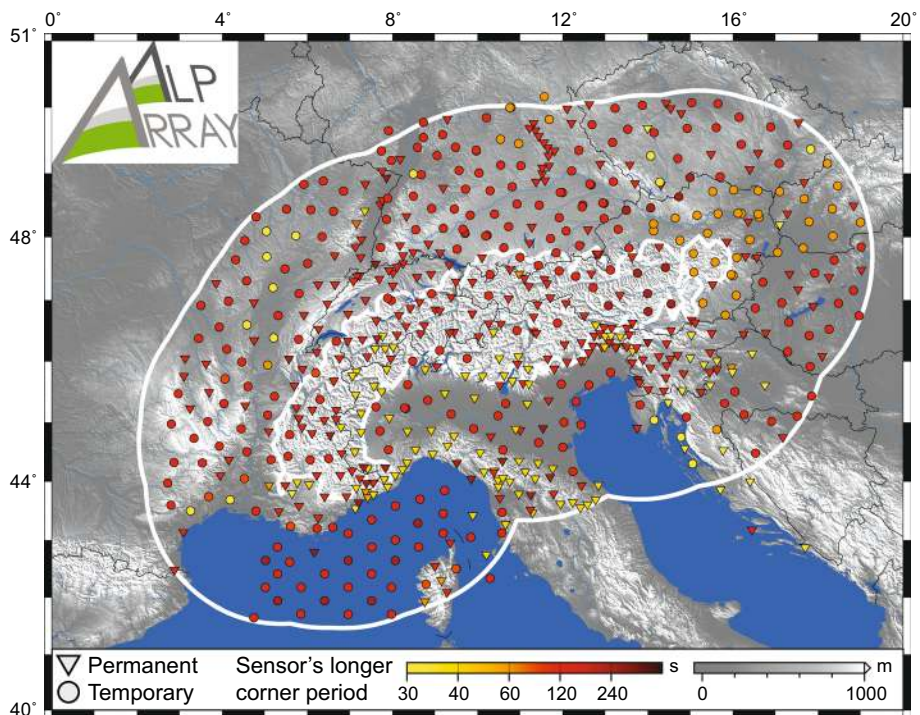 0° 4° 8° 12° 16° 20°
51°
ALP
ARRAY
48°
44°
40°
Permanent Sensor's longer s m
Temporary corner period 30 40 60 120 240 0 1000